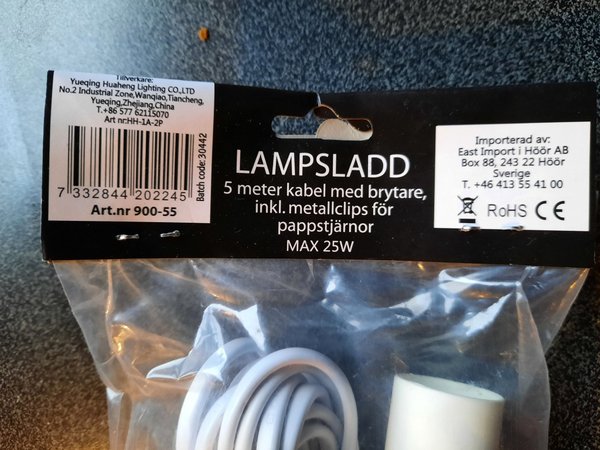 Tillverkare:
Yueqing Huaheng Lighting CO.,LTD
No.2 Industrial Zone,Wanqiao,Tiancheng,
Yueqing,Zhejiang,China
T.+86 577 62115070
Art nr:HH-1A-2P
7 332844 202245
Batch code: 30442
Art.nr 900-55
LAMPSLADD
5 meter kabel med brytare,
inkl. metallclips för
pappstjärnor
MAX 25W
Importerad av:
East Import i Höör AB
Box 88, 243 22 Höör
Sverige
T. +46 413 55 41 00
RoHS CE